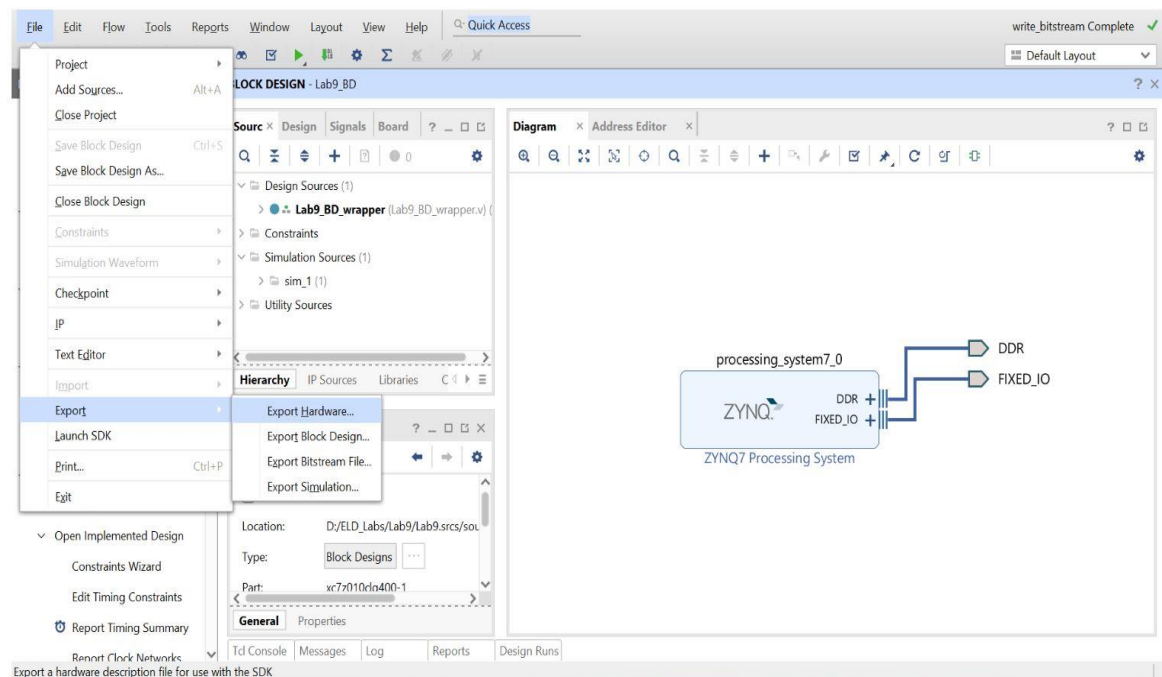 File Edit Flow Tools Reports Window Layout View Help Quick Access write_bitstream Complete
Default Layout
Project
Add Sources... Alt+A
Close Project
Save Block Design Ctrl+S
Save Block Design As...
Close Block Design
Constraints
Simulation Waveform
Checkpoint
IP
Text Editor
Import
Export
Launch SDK
Print... Ctrl+P
Exit
Export Hardware...
Export Block Design...
Export Bitstream File...
Export Simulation...
BLOCK DESIGN - Lab9_BD
Sourc Design Signals Board
0
Design Sources (1)
Lab9_BD_wrapper (Lab9_BD_wrapper.v) (
Constraints
Simulation Sources (1)
sim_1 (1)
Utility Sources
Hierarchy IP Sources Libraries C
Location: D:/ELD_Labs/Lab9/Lab9.srcs/sou
Type: Block Designs ...
Part: xc7z010clg400-1
General Properties
Diagram Address Editor
processing_system7_0
ZYNQ
DDR
FIXED_IO
ZYNQ7 Processing System
DDR
FIXED_IO
Open Implemented Design
Constraints Wizard
Edit Timing Constraints
Report Timing Summary
Report Clock Networks
Tcl Console Messages Log Reports Design Runs
Export a hardware description file for use with the SDK